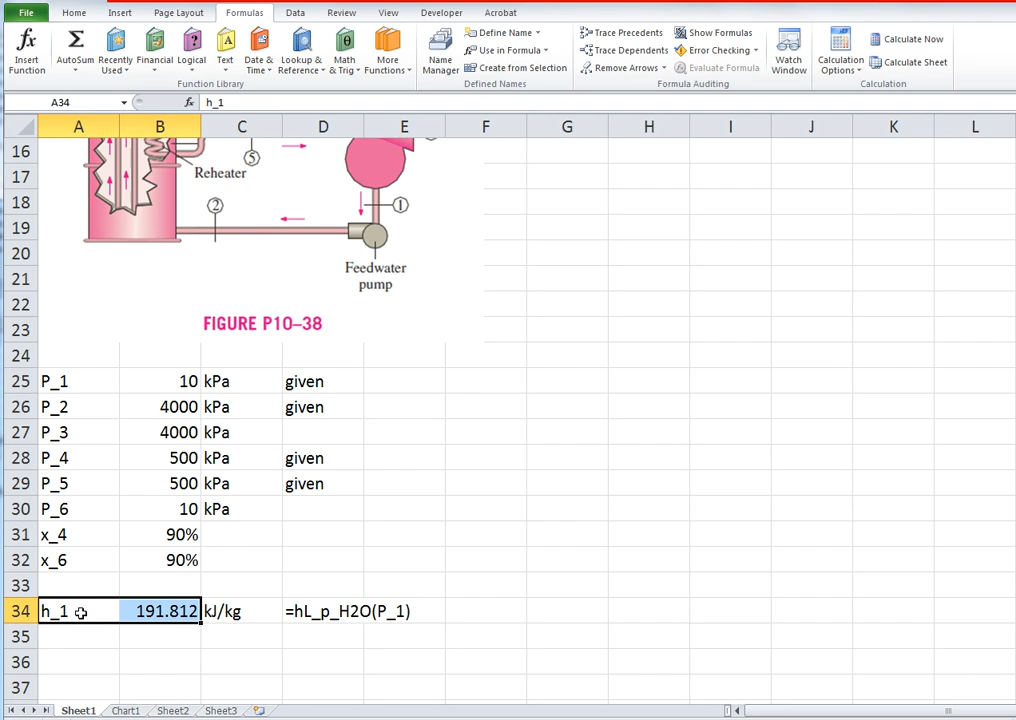 File Home Insert Page Layout Formulas Data Review View Developer Acrobat
fx Σ ? A θ
Insert Function AutoSum Recently Used Financial Logical Text Date & Time Lookup & Reference Math & Trig More Functions
Function Library
Name Manager Define Name Use in Formula Create from Selection
Defined Names
Trace Precedents Show Formulas
Trace Dependents Error Checking
Remove Arrows Evaluate Formula
Formula Auditing
Watch Window
Calculation Options Calculate Now Calculate Sheet
Calculation
A34 fx h_1
A B C D E F G H I J K L
16 5
17 Reheater
18 2 1
19
20 Feedwater
21 pump
22
23 FIGURE P10–38
24
25 P_1 10 kPa given
26 P_2 4000 kPa given
27 P_3 4000 kPa
28 P_4 500 kPa given
29 P_5 500 kPa given
30 P_6 10 kPa
31 x_4 90%
32 x_6 90%
33
34 h_1 191.812 kJ/kg =hL_p_H2O(P_1)
35
36
37
Sheet1 Chart1 Sheet2 Sheet3